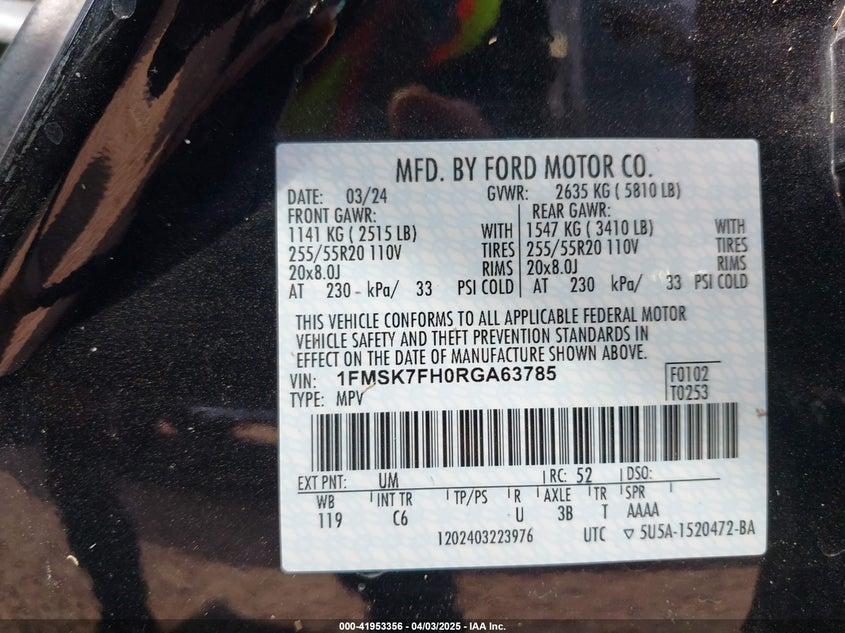 MFD. BY FORD MOTOR CO.
DATE: 03/24 GVWR: 2635 KG ( 5810 LB)
FRONT GAWR: REAR GAWR:
1141 KG ( 2515 LB) WITH 1547 KG ( 3410 LB) WITH
255/55R20 110V TIRES 255/55R20 110V TIRES
20x8.0J RIMS 20x8.0J RIMS
AT 230 - kPa/ 33 PSI COLD AT 230 kPa/ 33 PSI COLD
THIS VEHICLE CONFORMS TO ALL APPLICABLE FEDERAL MOTOR
VEHICLE SAFETY AND THEFT PREVENTION STANDARDS IN
EFFECT ON THE DATE OF MANUFACTURE SHOWN ABOVE.
VIN: 1FMSK7FH0RGA63785 F0102
TYPE: MPV T0253
EXT PNT: UM RC: 52 DSO:
WB INT TR TP/PS R AXLE TR SPR
119 C6 U 3B T AAAA
1202403223976 UTC ▽ 5U5A-1520472-BA
000-41953356 - 04/03/2025 - IAA Inc.